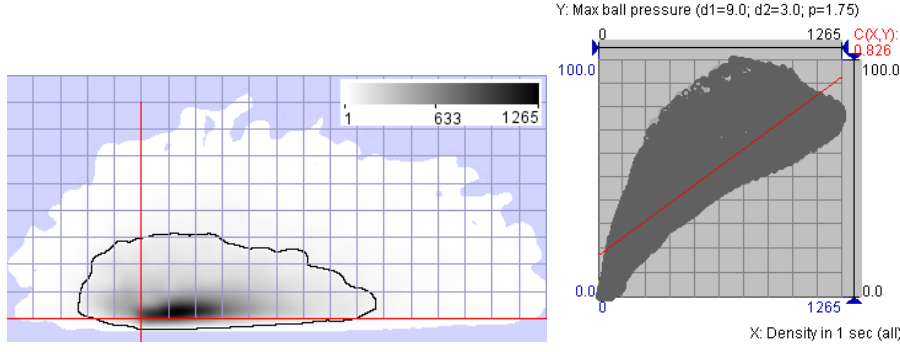 Y: Max ball pressure (d1=9.0; d2=3.0; p=1.75)
0 1265 C(X,Y):
0.826
100.0 100.0
1 633 1265
0.0 0.0
0 1265
X: Density in 1 sec (all)